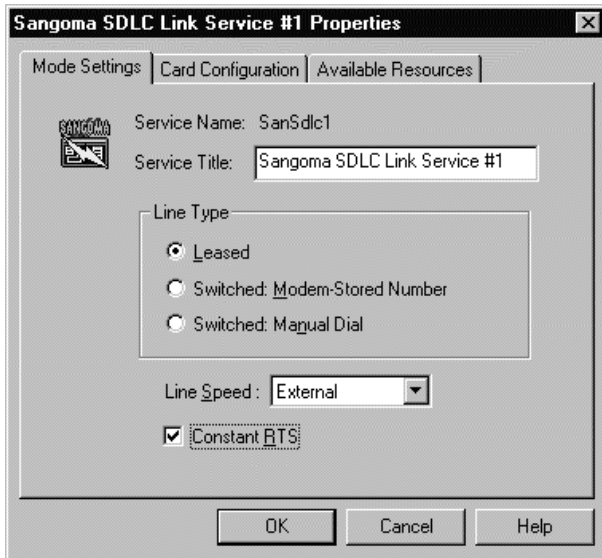 Sangoma SDLC Link Service #1 Properties
Mode Settings
Card Configuration
Available Resources
SANGOMA
Service Name: SanSdlc1
Service Title: Sangoma SDLC Link Service #1
Line Type
Leased
Switched: Modem-Stored Number
Switched: Manual Dial
Line Speed : External
Constant RTS
OK
Cancel
Help